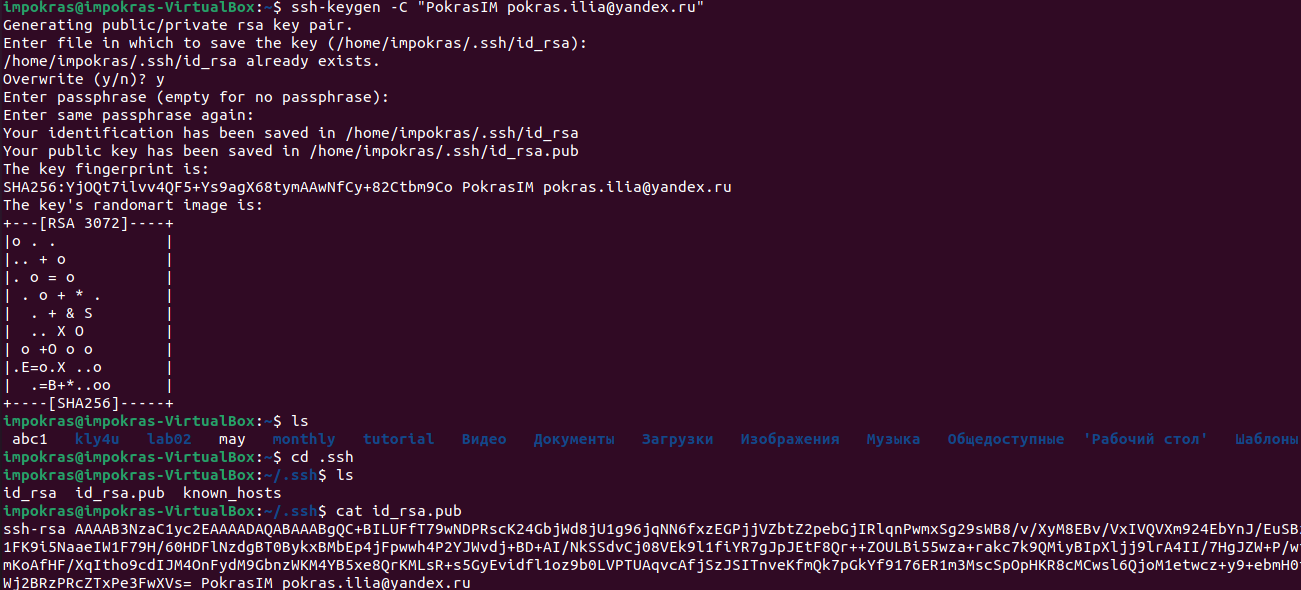 impokras@impokras-VirtualBox:~$ ssh-keygen -C "PokrasIM pokras.ilia@yandex.ru"
Generating public/private rsa key pair.
Enter file in which to save the key (/home/impokras/.ssh/id_rsa):
/home/impokras/.ssh/id_rsa already exists.
Overwrite (y/n)? y
Enter passphrase (empty for no passphrase):
Enter same passphrase again:
Your identification has been saved in /home/impokras/.ssh/id_rsa
Your public key has been saved in /home/impokras/.ssh/id_rsa.pub
The key fingerprint is:
SHA256:YjOQt7ilvv4QF5+Ys9agX68tymAAwNfCy+82Ctbm9Co PokrasIM pokras.ilia@yandex.ru
The key's randomart image is:
+---[RSA 3072]----+
|o . .            |
|.. + o           |
|. o = o          |
| . o + * .       |
|  . + & S        |
|  .. X O         |
| o +O o o        |
|.E=o.X ..o       |
|  .=B+*..oo      |
+----[SHA256]-----+
impokras@impokras-VirtualBox:~$ ls
abc1 kly4u lab02 may monthly tutorial Видео Документы Загрузки Изображения Музыка Общедоступные 'Рабочий стол' Шаблоны
impokras@impokras-VirtualBox:~$ cd .ssh
impokras@impokras-VirtualBox:~/.ssh$ ls
id_rsa id_rsa.pub known_hosts
impokras@impokras-VirtualBox:~/.ssh$ cat id_rsa.pub
ssh-rsa AAAAB3NzaC1yc2EAAAADAQABAAABgQC+BILUFfT79wNDPRscK24GbjWd8jU1g96jqNN6fxzEGPjjVZbtZ2pebGjIRlqnPwmxSg29sWB8/v/XyM8EBv/VxIVQVXm924EbYnJ/EuSB
1FK9i5NaaeIW1F79H/60HDFlNzdgBT0BykxBMbEp4jFpwwh4P2YJWvdj+BD+AI/NkSSdvCj08VEk9l1fiYR7gJpJEtF8Qr++ZOULBi55wza+rakc7k9QMiyBIpXljj9lrA4II/7HgJZW+P/w
mKoAfHF/XqItho9cdIJM4OnFydM9GbnzWKM4YB5xe8QrKMLsR+s5GyEvidfl1oz9b0LVPTUAqvcAfjSzJSITnveKfmQk7pGkYf9176ER1m3MscSpOpHKR8cMCwsl6QjoM1etwcz+y9+ebmH0
Wj2BRzPRcZTxPe3FwXVs= PokrasIM pokras.ilia@yandex.ru